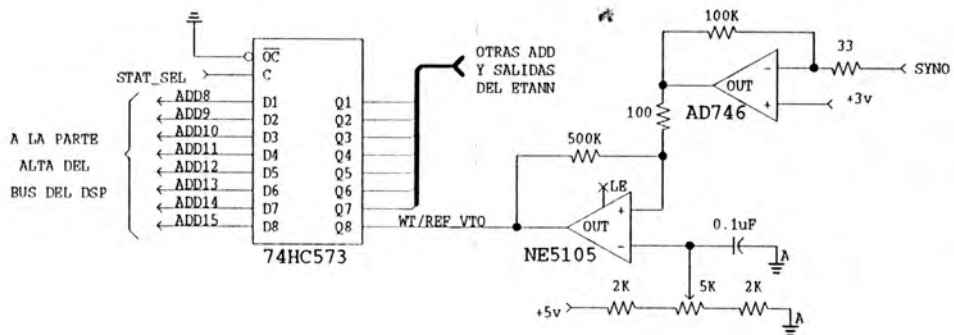 100K
33
SYNO
OUT
-
+
+3v
AD746
100
OTRAS ADD
Y SALIDAS
DEL ETANN
OC
C
STAT_SEL
ADD8
ADD9
ADD10
ADD11
ADD12
ADD13
ADD14
ADD15
D1
D2
D3
D4
D5
D6
D7
D8
Q1
Q2
Q3
Q4
Q5
Q6
Q7
Q8
A LA PARTE
ALTA DEL
BUS DEL DSP
74HC573
WT/REF_VTO
500K
LE
OUT
+
-
NE5105
0.1uF
A
+5v
2K
5K
2K
A